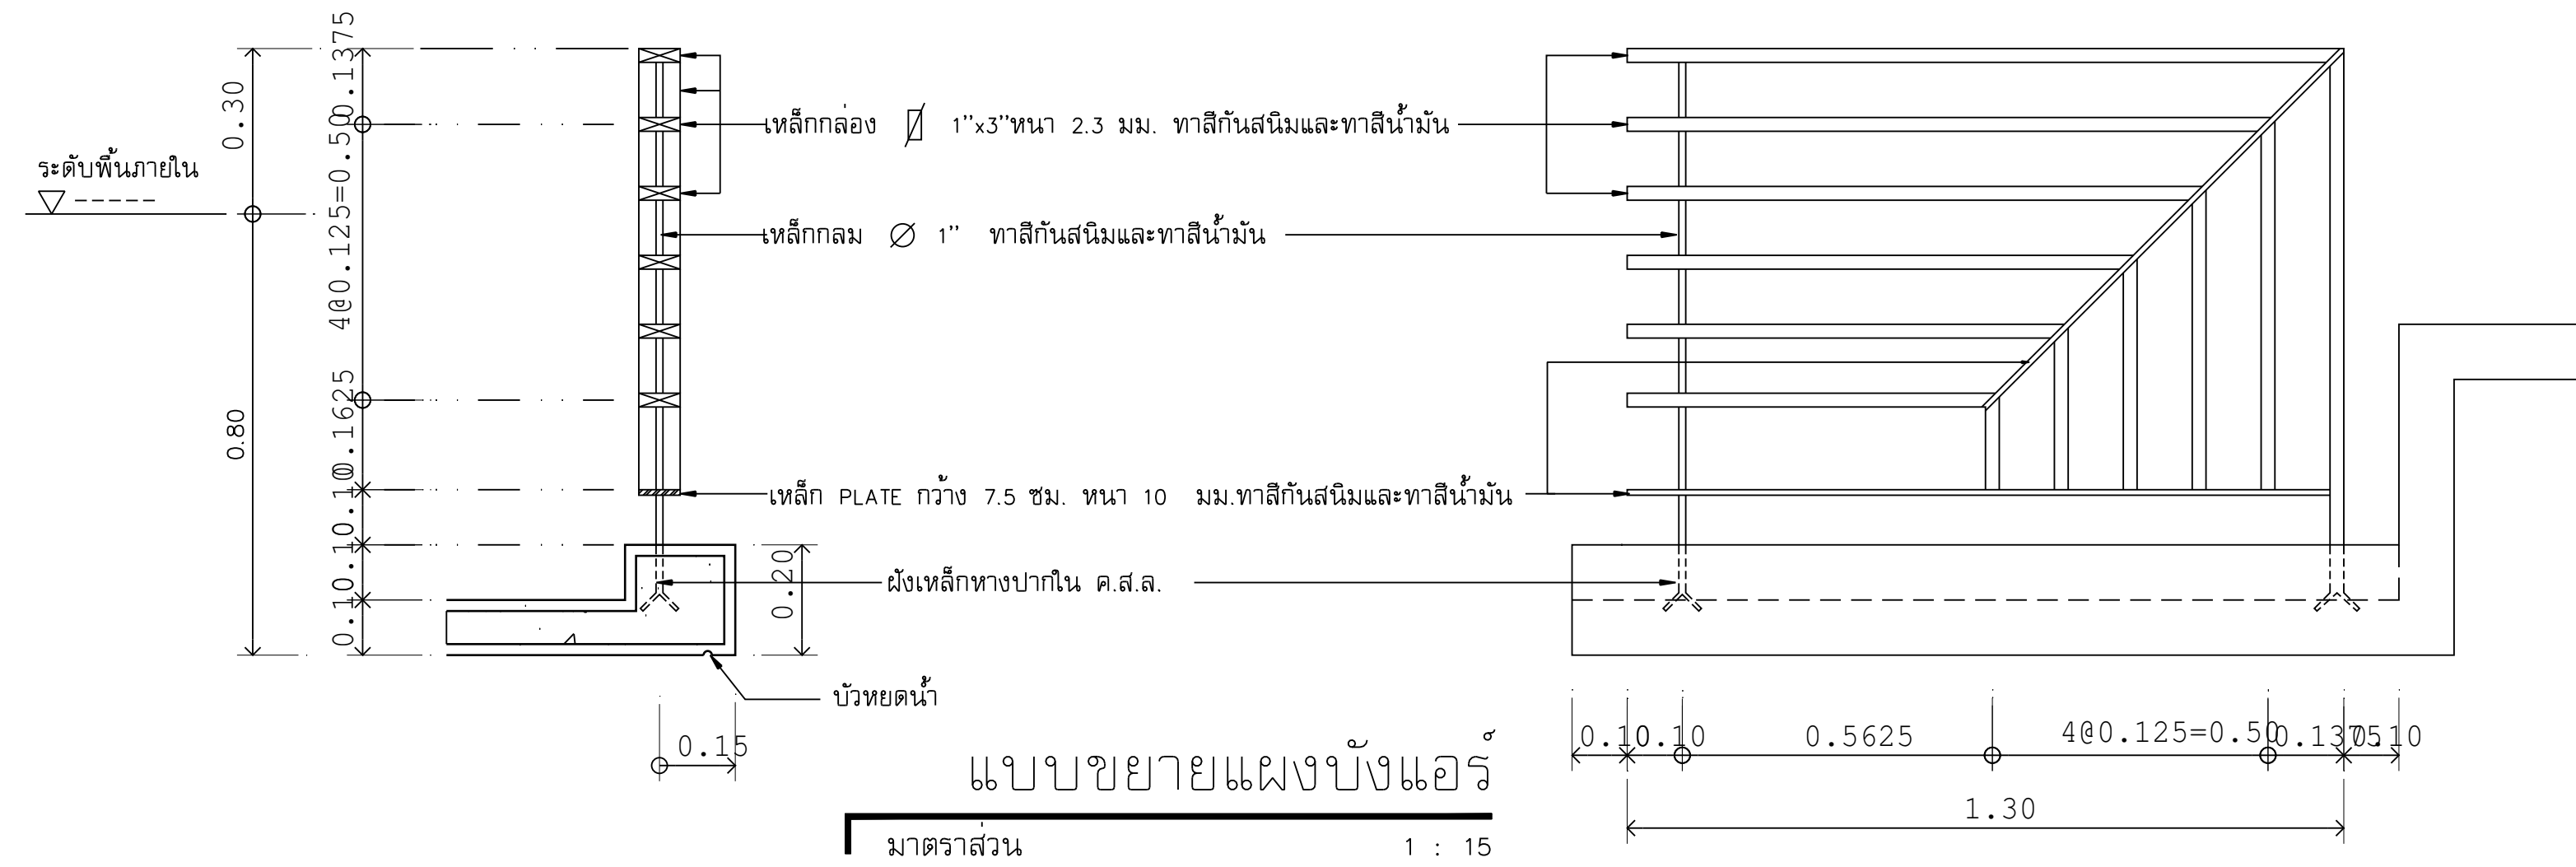 0.30
0.1375
4@0.125=0.50
0.1625
0.80
0.10
0.10
0.10
ระดับพื้นภายใน
เหล็กกล่อง 1"x3"หนา 2.3 มม. ทาสีกันสนิมและทาสีน้ำมัน
เหล็กกลม Ø 1" ทาสีกันสนิมและทาสีน้ำมัน
เหล็ก PLATE กว้าง 7.5 ซม. หนา 10 มม.ทาสีกันสนิมและทาสีน้ำมัน
ฝังเหล็กหางปลาใน ค.ส.ล.
0.20
บัวหยดน้ำ
0.15
0.10
0.10
0.5625
4@0.125=0.50
0.1375
0.10
1.30
แบบขยายแผงบังแอร์
มาตราส่วน 1 : 15